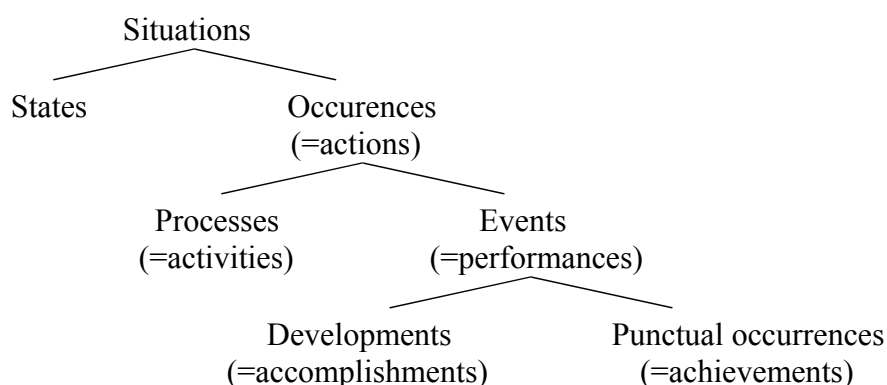 Situations
States Occurences
(=actions)
Processes Events
(=activities) (=performances)
Developments Punctual occurrences
(=accomplishments) (=achievements)